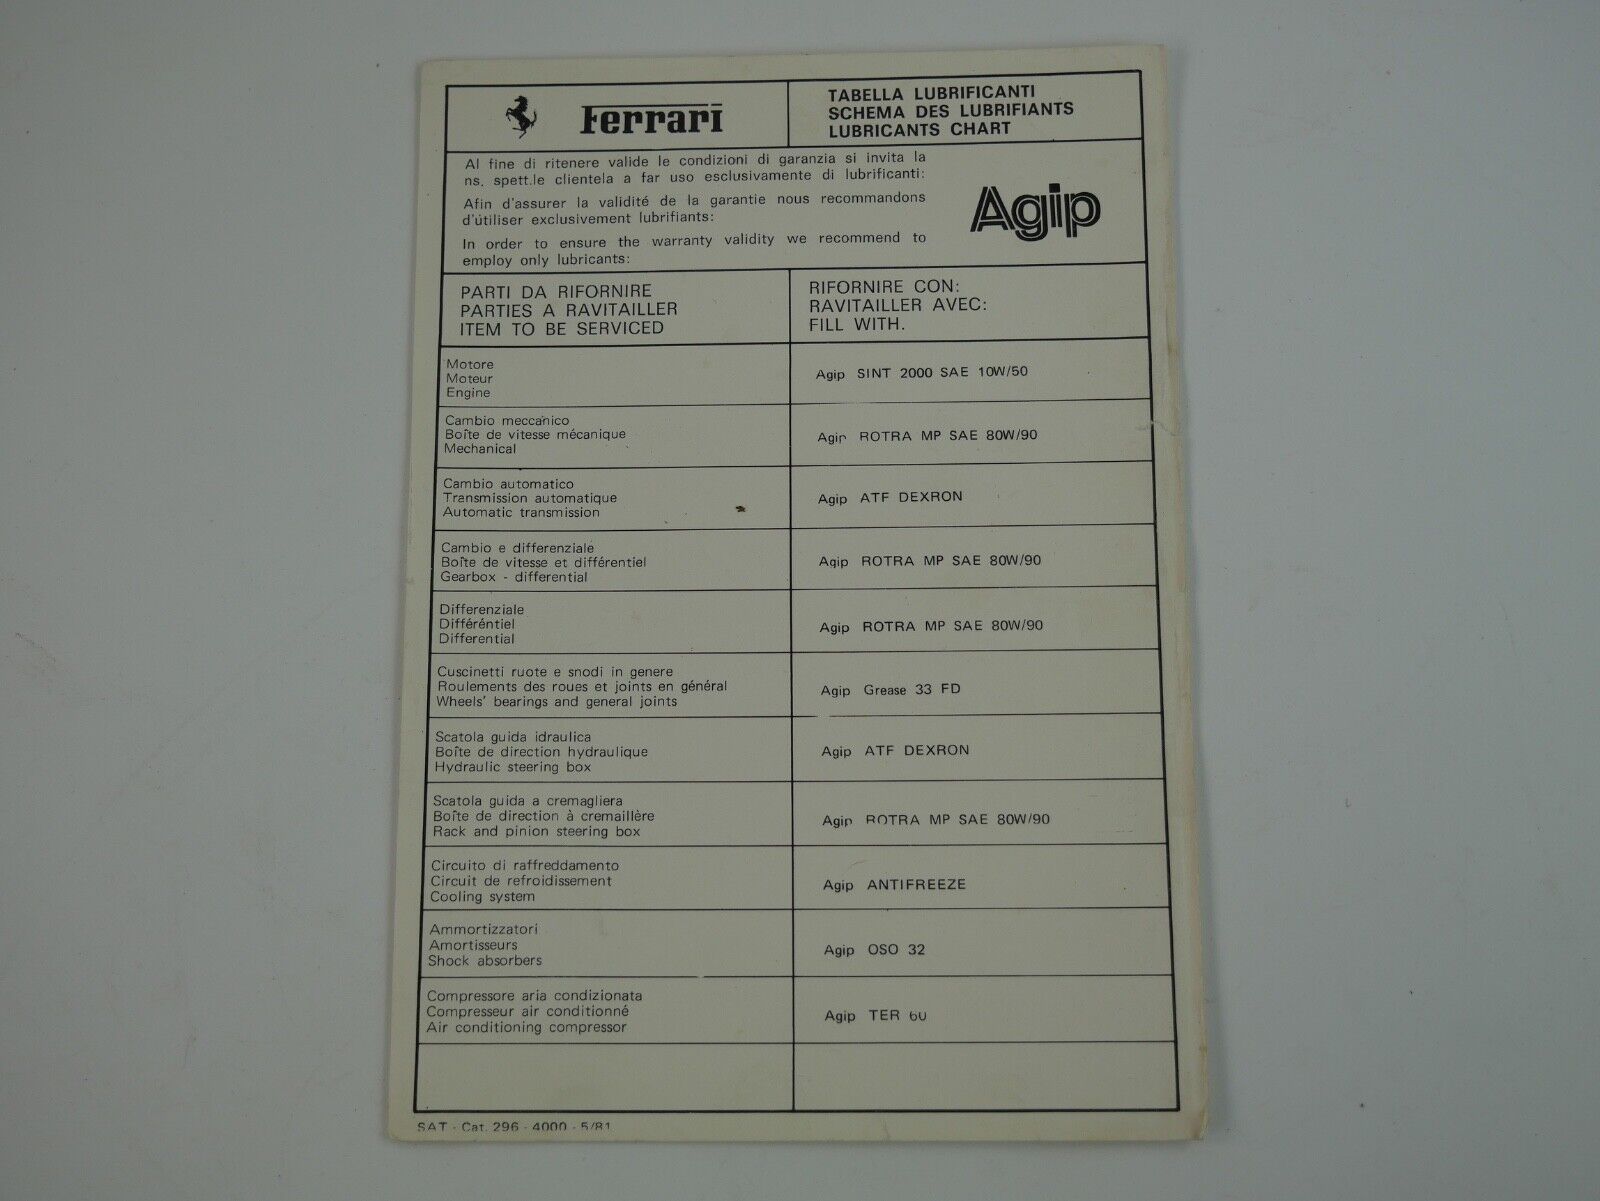 Ferrari
TABELLA LUBRIFICANTI
SCHEMA DES LUBRIFIANTS
LUBRICANTS CHART
Al fine di ritenere valide le condizioni di garanzia si invita la
ns. spett.le clientela a far uso esclusivamente di lubrificanti:
Afin d'assurer la validité de la garantie nous recommandons
d'útiliser exclusivement lubrifiants:
In order to ensure the warranty validity we recommend to
employ only lubricants:
Agip
PARTI DA RIFORNIRE
PARTIES A RAVITAILLER
ITEM TO BE SERVICED
RIFORNIRE CON:
RAVITAILLER AVEC:
FILL WITH.
Motore
Moteur
Engine
Agip SINT 2000 SAE 10W/50
Cambio meccanico
Boîte de vitesse mécanique
Mechanical
Agip ROTRA MP SAE 80W/90
Cambio automatico
Transmission automatique
Automatic transmission
Agip ATF DEXRON
Cambio e differenziale
Boîte de vitesse et différentiel
Gearbox - differential
Agip ROTRA MP SAE 80W/90
Differenziale
Différéntiel
Differential
Agip ROTRA MP SAE 80W/90
Cuscinetti ruote e snodi in genere
Roulements des roues et joints en général
Wheels' bearings and general joints
Agip Grease 33 FD
Scatola guida idraulica
Boîte de direction hydraulique
Hydraulic steering box
Agip ATF DEXRON
Scatola guida a cremagliera
Boîte de direction à cremaillère
Rack and pinion steering box
Agip ROTRA MP SAE 80W/90
Circuito di raffreddamento
Circuit de refroidissement
Cooling system
Agip ANTIFREEZE
Ammortizzatori
Amortisseurs
Shock absorbers
Agip OSO 32
Compressore aria condizionata
Compresseur air conditionné
Air conditioning compressor
Agip TER 60
SAT - Cat. 296 - 4000 - 5/81